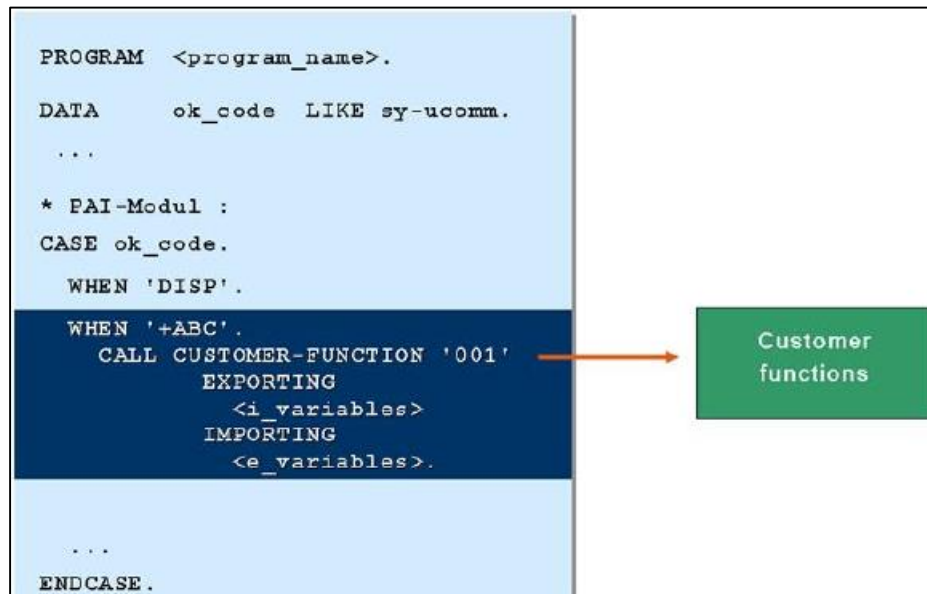 PROGRAM <program_name>.
DATA ok_code LIKE sy-ucomm.
...
* PAI-Modul :
CASE ok_code.
WHEN 'DISP'.
WHEN '+ABC'.
CALL CUSTOMER-FUNCTION '001'
EXPORTING
<i_variables>
IMPORTING
<e_variables>.
...
ENDCASE.
Customer
functions